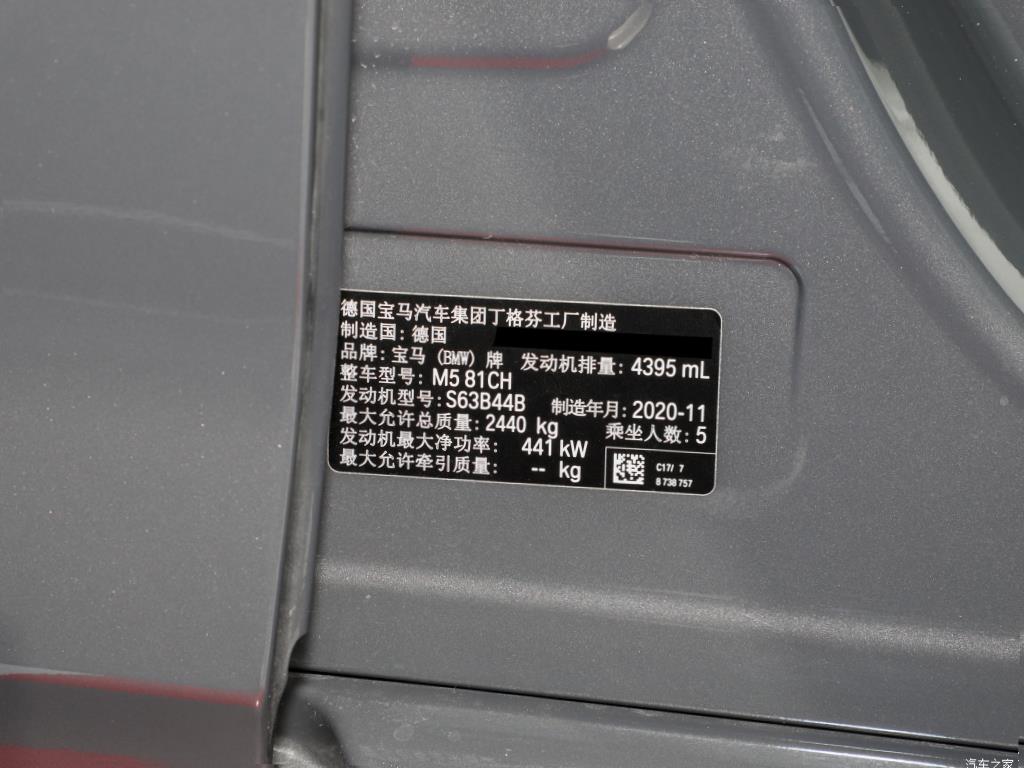 德国宝马汽车集团丁格芬工厂制造
制造国：德国
品牌：宝马（BMW）牌 发动机排量：4395 mL
整车型号：M5 81CH
发动机型号：S63B44B 制造年月：2020-11
最大允许总质量：2440 kg 乘坐人数：5
发动机最大净功率： 441 kW
最大允许牵引质量： -- kg
C17/ 7
8 738 757
汽车之家